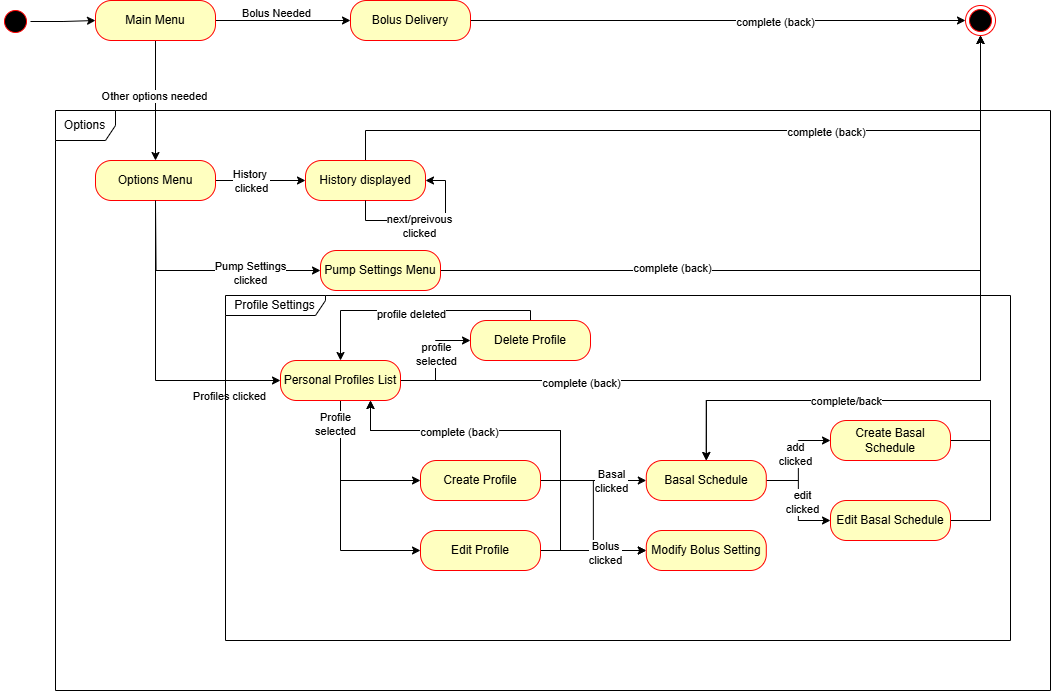 Main Menu
Bolus Needed
Bolus Delivery
complete (back)
Other options needed
Options
complete (back)
Options Menu
History
clicked
History displayed
next/preivous
clicked
Pump Settings
clicked
Pump Settings Menu
complete (back)
Profile Settings
profile deleted
Delete Profile
profile
selected
Personal Profiles List
complete (back)
Profiles clicked
Profile
selected
complete (back)
complete/back
Create Basal
Schedule
add
clicked
Create Profile
Basal
clicked
Basal Schedule
edit
clicked
Edit Basal Schedule
Edit Profile
Bolus
clicked
Modify Bolus Setting